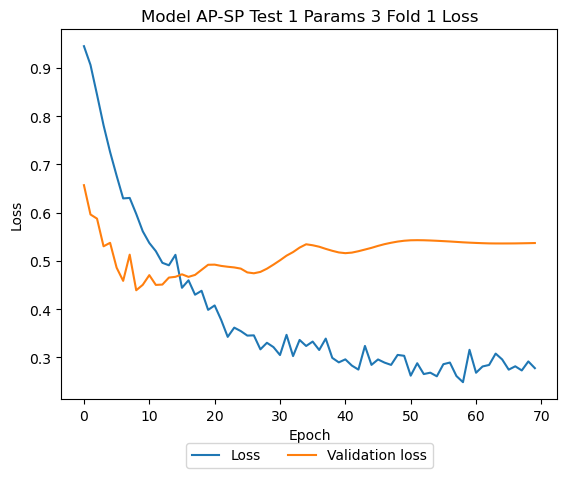 Model AP-SP Test 1 Params 3 Fold 1 Loss
0.9
0.8
0.7
0.6
0.5
0.4
0.3
Loss
0 10 20 30 40 50 60 70
Epoch
Loss Validation loss